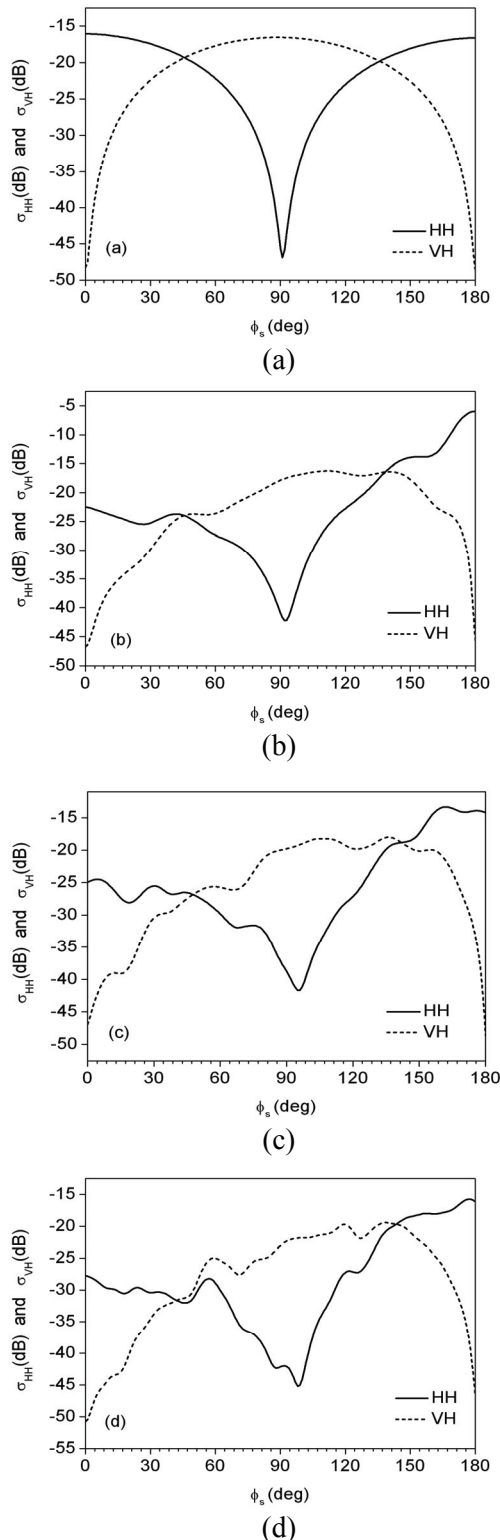 -15
-20
-25
-30
-35
-40
-45
-50
σHH(dB) and σVH(dB)
(a)
HH
VH
0 30 60 90 120 150 180
ϕs (deg)
(a)
-5
-10
-15
-20
-25
-30
-35
-40
-45
-50
σHH(dB) and σVH(dB)
(b)
HH
VH
0 30 60 90 120 150 180
ϕs (deg)
(b)
-15
-20
-25
-30
-35
-40
-45
-50
σHH(dB) and σVH(dB)
(c)
HH
VH
0 30 60 90 120 150 180
ϕs (deg)
(c)
-15
-20
-25
-30
-35
-40
-45
-50
-55
σHH(dB) and σVH(dB)
(d)
HH
VH
0 30 60 90 120 150 180
ϕs (deg)
(d)